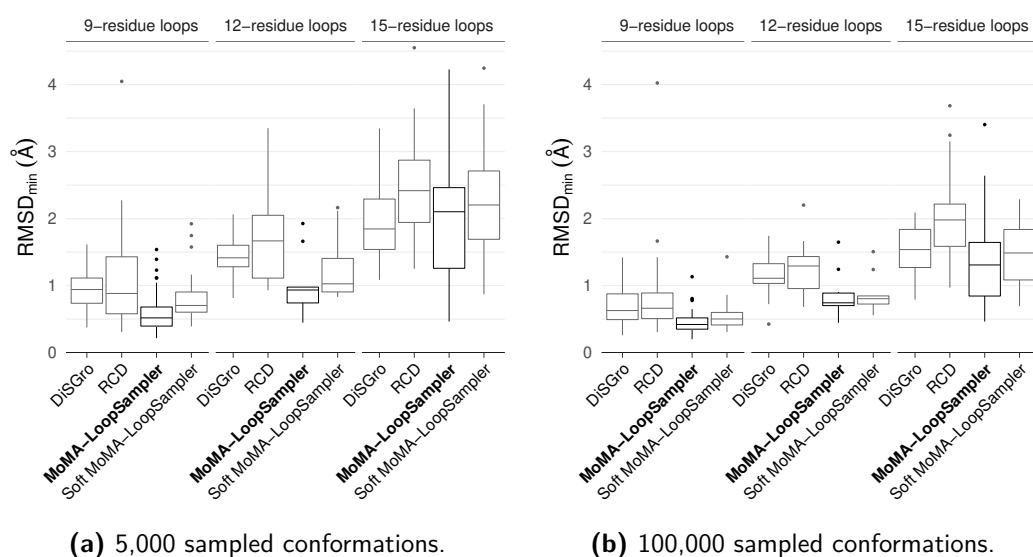 9−residue loops 12−residue loops 15−residue loops
4
3
2
1
0
RMSDmin (Å)
DiSGro
RCD
MoMA−LoopSampler
Soft MoMA−LoopSampler
DiSGro
RCD
MoMA−LoopSampler
Soft MoMA−LoopSampler
DiSGro
RCD
MoMA−LoopSampler
Soft MoMA−LoopSampler
(a) 5,000 sampled conformations.
9−residue loops 12−residue loops 15−residue loops
4
3
2
1
0
RMSDmin (Å)
DiSGro
RCD
MoMA−LoopSampler
Soft MoMA−LoopSampler
DiSGro
RCD
MoMA−LoopSampler
Soft MoMA−LoopSampler
DiSGro
RCD
MoMA−LoopSampler
Soft MoMA−LoopSampler
(b) 100,000 sampled conformations.